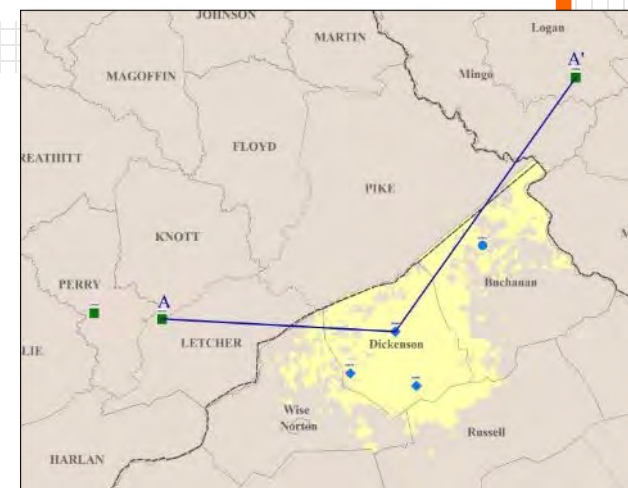 JOHNSON
Logan
MARTIN
A'
MAGOFFIN
Mingo
FLOYD
REATHITT
PIKE
KNOTT
PERRY
Buchanan
A
LETCHER
Dickenson
LIE
Wise
Norton
Russell
HARLAN